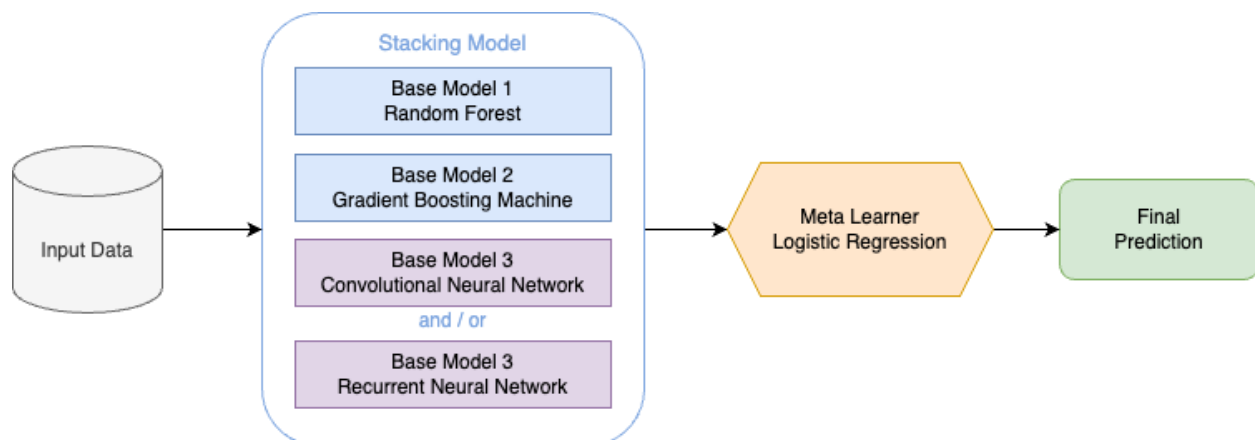 Stacking Model
Base Model 1
Random Forest
Base Model 2
Gradient Boosting Machine
Base Model 3
Convolutional Neural Network
and / or
Base Model 3
Recurrent Neural Network
Input Data
Meta Learner
Logistic Regression
Final
Prediction